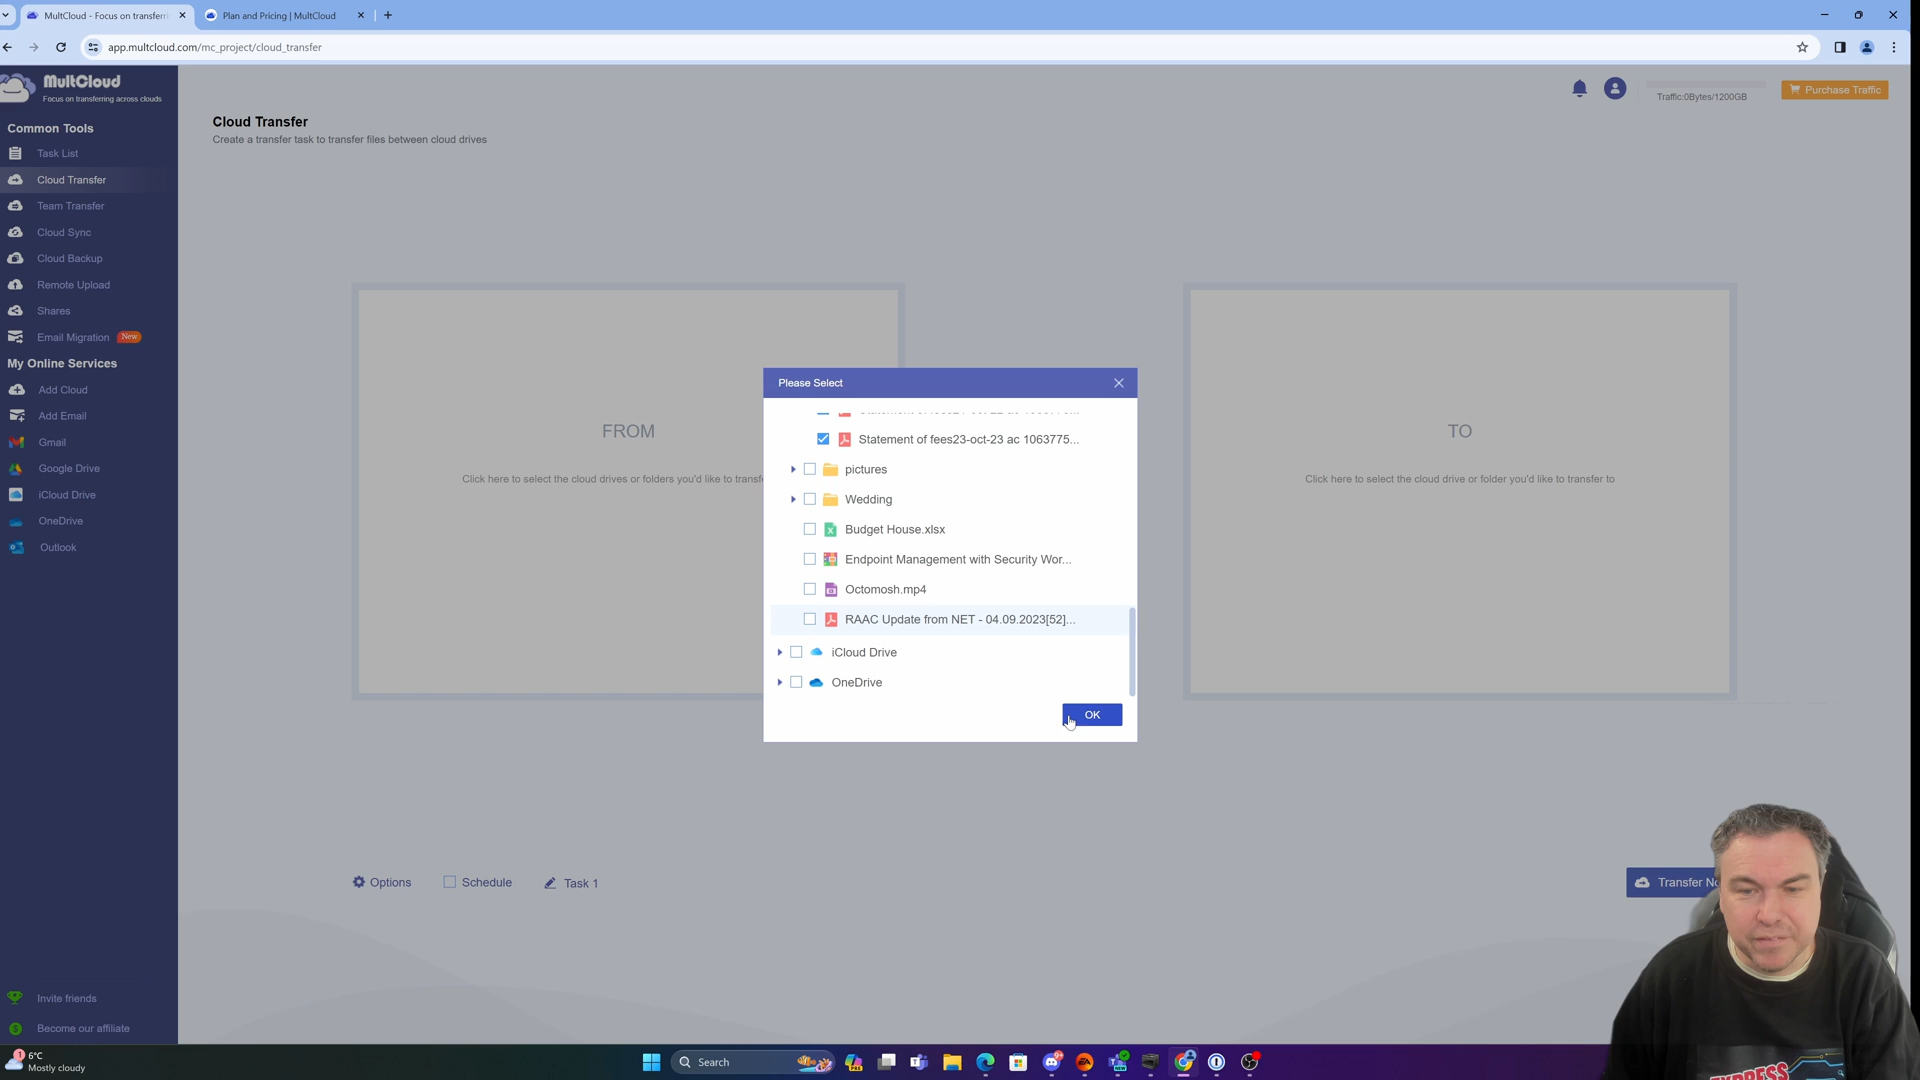 MultCloud - Focus on transferri
Plan and Pricing | MultCloud
app.multcloud.com/mc_project/cloud_transfer
MultCloud
Focus on transferring across clouds
Common Tools
Task List
Cloud Transfer
Team Transfer
Cloud Sync
Cloud Backup
Remote Upload
Shares
Email Migration New
My Online Services
Add Cloud
Add Email
Gmail
Google Drive
iCloud Drive
OneDrive
Outlook
Invite friends
Become our affiliate
Traffic:0Bytes/1200GB
Purchase Traffic
Cloud Transfer
Create a transfer task to transfer files between cloud drives
FROM
Click here to select the cloud drives or folders you'd like to transf
TO
Click here to select the cloud drive or folder you'd like to transfer to
Please Select
Statement of fees23-oct-23 ac 1063775...
pictures
Wedding
Budget House.xlsx
Endpoint Management with Security Wor...
Octomosh.mp4
RAAC Update from NET - 04.09.2023[52]...
iCloud Drive
OneDrive
OK
Options
Schedule
Task 1
Transfer N
EXPRESS
1
6°C
Mostly cloudy
Search